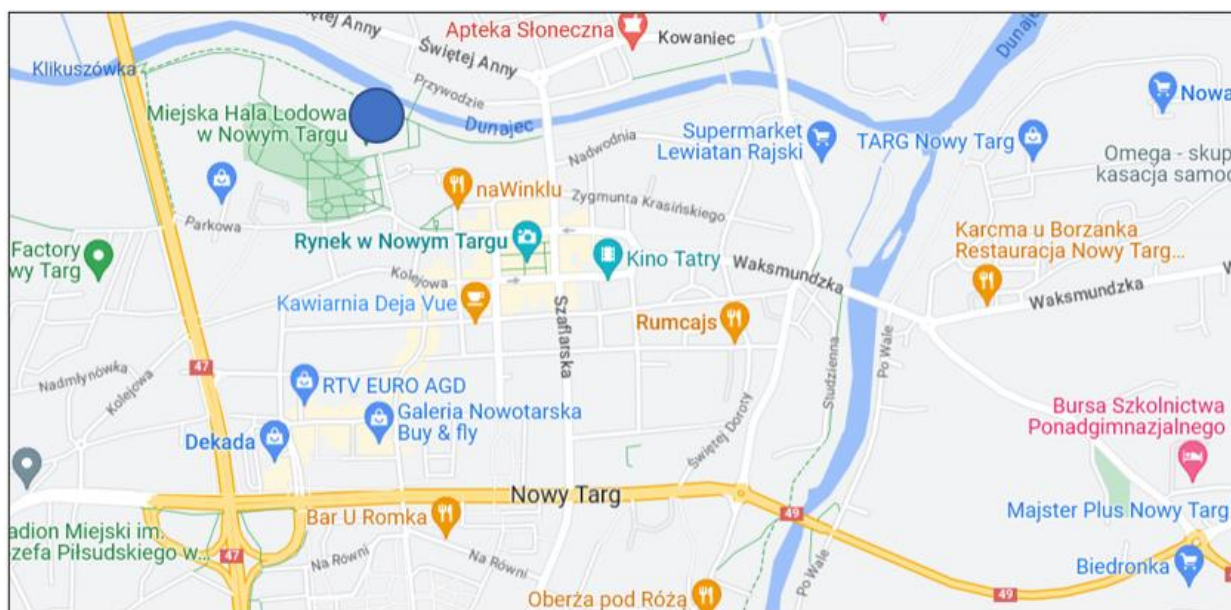 Świętej Anny
Apteka Słoneczna
Kowaniec
Dunajec
Świętej Anny
Klikuszówka
Przywodzie
Nowa
Miejska Hala Lodowa
w Nowym Targu
Dunajec
Supermarket
Lewiatan Rajski
TARG Nowy Targ
Nadwodnia
Omega - skup
kasacja samoc
naWinklu
Zygmunta Krasińskiego
Parkowa
Karczma u Borzanka
Restauracja Nowy Targ...
Factory
wy Targ
Rynek w Nowym Targu
Kino Tatry
Waksmundzka
Kolejowa
Waksmundzka
Kawiarnia Deja Vue
Szaflarska
Rumcajs
47
Po Wale
Studzienna
Nadmłynówka
Kolejowa
RTV EURO AGD
Galeria Nowotarska
Buy & fly
Dekada
Świętej Doroty
Bursa Szkolnictwa
Ponadgimnazjalnego
Nowy Targ
49
Bar U Romka
Majster Plus Nowy Targ
adion Miejski im.
zefa Piłsudskiego w...
47
Na Równi
Na Równi
Po Wale
Biedronka
49
Oberża pod Różą